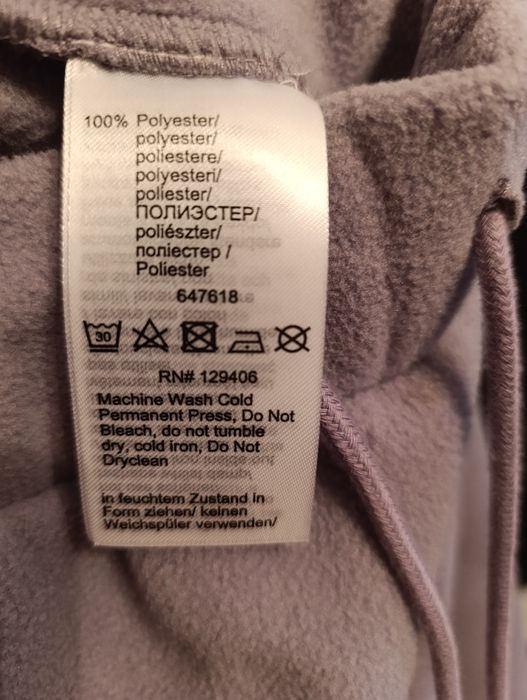 100% Polyester/
polyester/
poliestere/
polyesteri/
poliester/
ПОЛИЭСТЕР/
poliészter/
поліестер /
Poliester
647618
30
RN# 129406
Machine Wash Cold
Permanent Press, Do Not
Bleach, do not tumble
dry, cold iron, Do Not
Dryclean
in feuchtem Zustand in
Form ziehen/ keinen
Weichspüler verwenden/